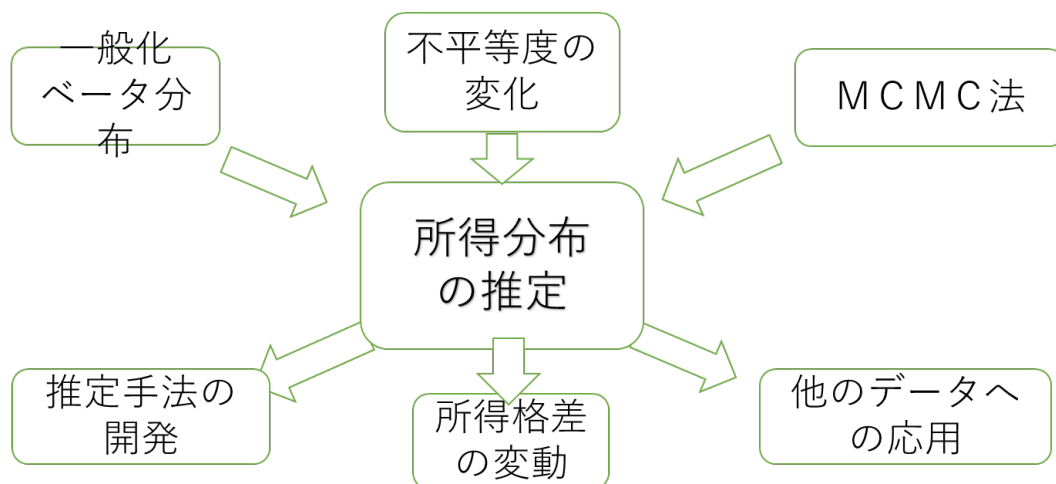 一般化
ベータ分
布
不平等度の
変化
ＭＣＭＣ法
所得分布
の推定
推定手法の
開発
所得格差
の変動
他のデータへ
の応用